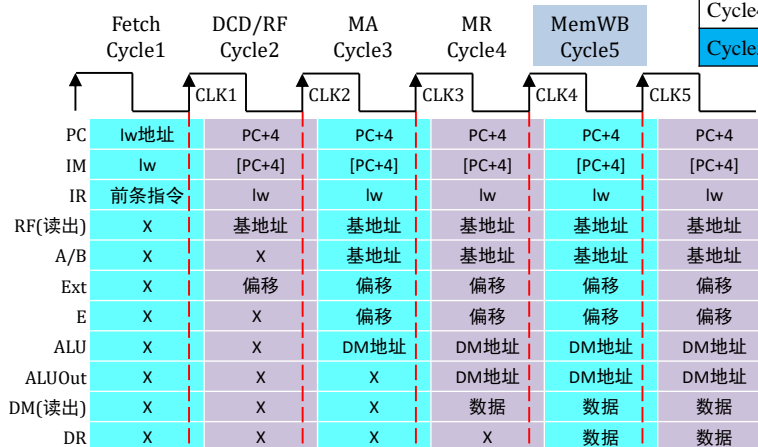 Fetch DCD/RF MA MR MemWB Cycle4
Cycle1 Cycle2 Cycle3 Cycle4 Cycle5
CLK1 CLK2 CLK3 CLK4 CLK5
PC lw地址 PC+4 PC+4 PC+4 PC+4 PC+4
IM lw [PC+4] [PC+4] [PC+4] [PC+4] [PC+4]
IR 前条指令 lw lw lw lw lw
RF(读出) X 基地址 基地址 基地址 基地址 基地址
A/B X X 基地址 基地址 基地址 基地址
Ext X 偏移 偏移 偏移 偏移 偏移
E X X 偏移 偏移 偏移 偏移
ALU X X DM地址 DM地址 DM地址 DM地址
ALUOut X X X DM地址 DM地址 DM地址
DM(读出) X X X 数据 数据 数据
DR X X X X 数据 数据